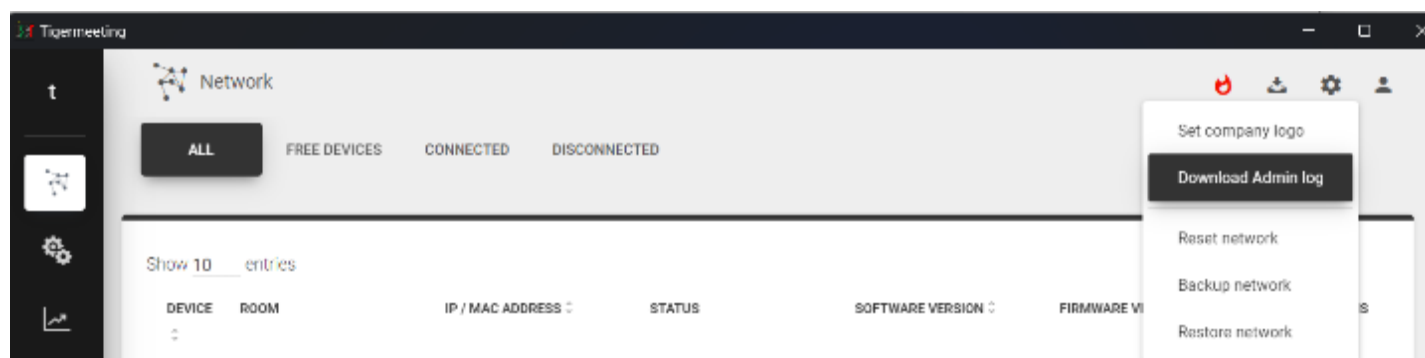 Tigermeeting
t
Network
ALL FREE DEVICES CONNECTED DISCONNECTED
Set company logo
Download Admin log
Reset network
Backup network
Restore network
Show 10 entries
DEVICE ROOM IP / MAC ADDRESS STATUS SOFTWARE VERSION FIRMWARE